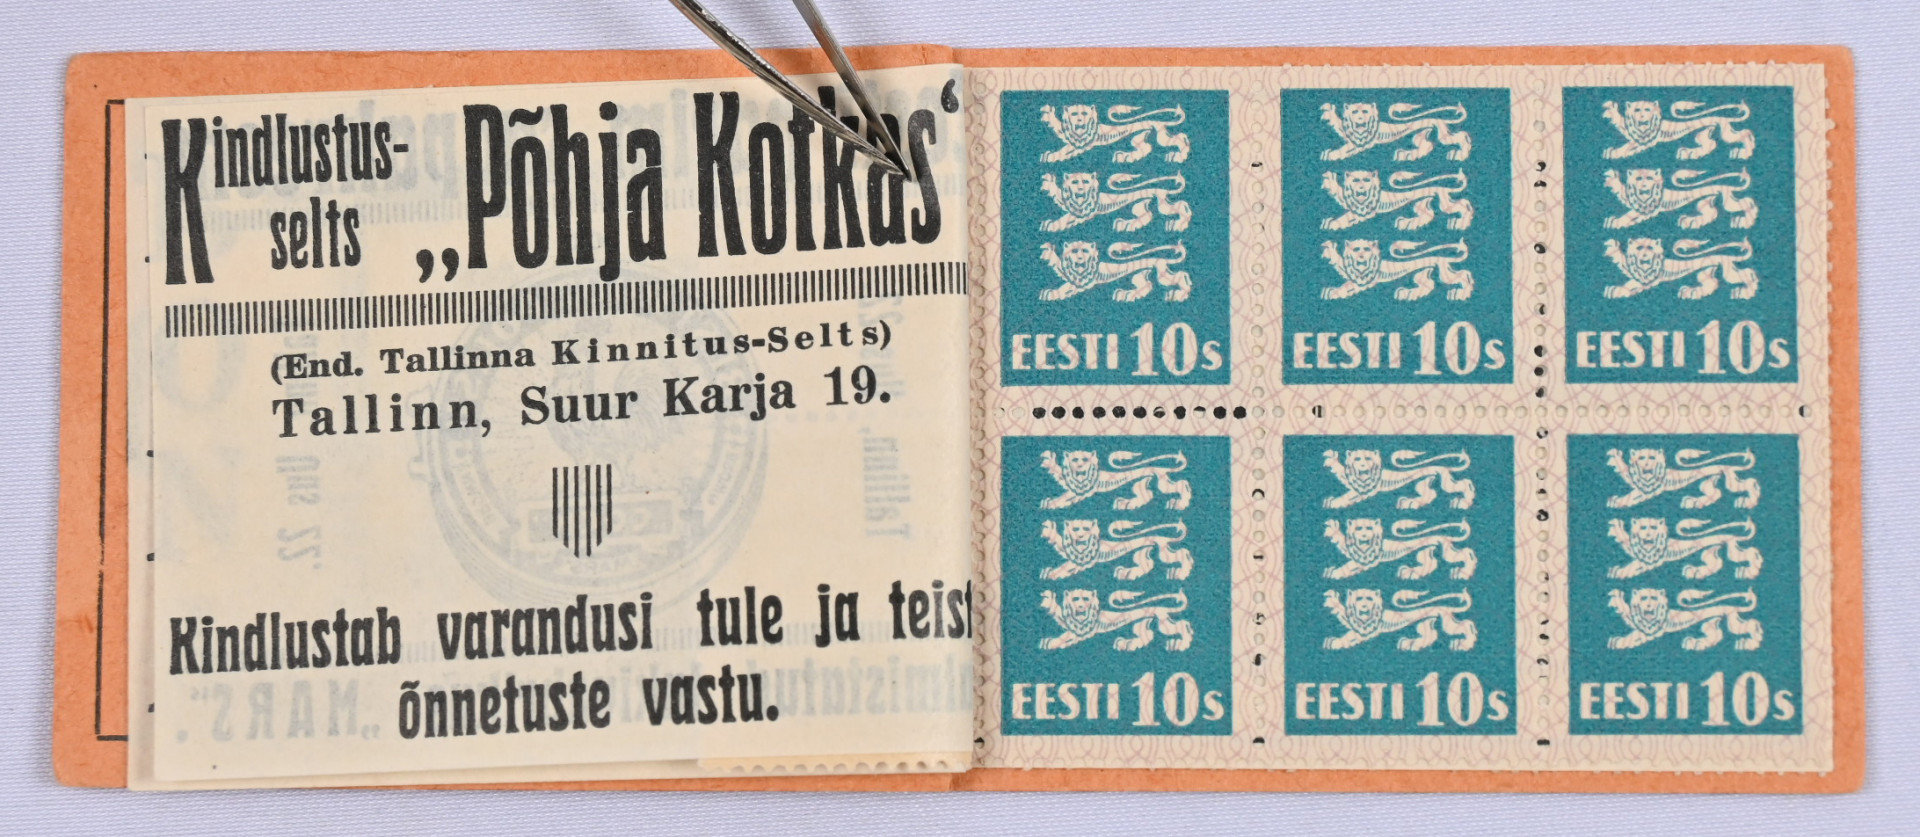 Kindlustus-
selts „Põhja Kotkas“
(End. Tallinna Kinnitus-Selts)
Tallinn, Suur Karja 19.
Kindlustab varandusi tule ja teist
õnnetuste vastu.
EESTI 10s EESTI 10s EESTI 10s
EESTI 10s EESTI 10s EESTI 10s